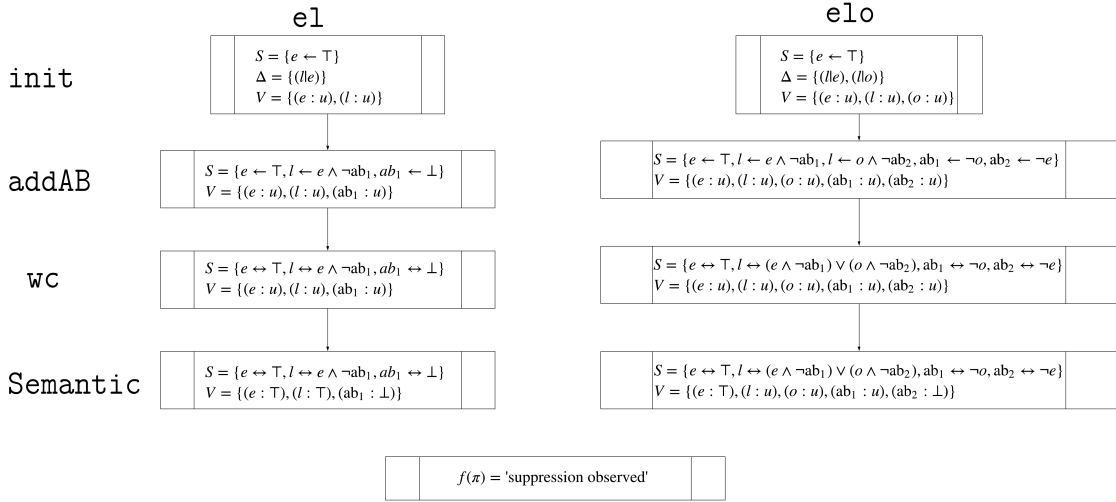 el
elo
init
S = {e ← ⊤}
Δ = {(l|e)}
V = {(e : u), (l : u)}
S = {e ← ⊤}
Δ = {(l|e), (l|o)}
V = {(e : u), (l : u), (o : u)}
addAB
S = {e ← ⊤, l ← e ∧ ¬ab₁, ab₁ ← ⊥}
V = {(e : u), (l : u), (ab₁ : u)}
S = {e ← ⊤, l ← e ∧ ¬ab₁, l ← o ∧ ¬ab₂, ab₁ ← ¬o, ab₂ ← ¬e}
V = {(e : u), (l : u), (o : u), (ab₁ : u), (ab₂ : u)}
wc
S = {e ↔ ⊤, l ↔ e ∧ ¬ab₁, ab₁ ↔ ⊥}
V = {(e : u), (l : u), (ab₁ : u)}
S = {e ↔ ⊤, l ↔ (e ∧ ¬ab₁) ∨ (o ∧ ¬ab₂), ab₁ ↔ ¬o, ab₂ ↔ ¬e}
V = {(e : u), (l : u), (o : u), (ab₁ : u), (ab₂ : u)}
Semantic
S = {e ↔ ⊤, l ↔ e ∧ ¬ab₁, ab₁ ↔ ⊥}
V = {(e : ⊤), (l : ⊤), (ab₁ : ⊥)}
S = {e ↔ ⊤, l ↔ (e ∧ ¬ab₁) ∨ (o ∧ ¬ab₂), ab₁ ↔ ¬o, ab₂ ↔ ¬e}
V = {(e : ⊤), (l : u), (o : u), (ab₁ : u), (ab₂ : ⊥)}
f(π) = 'suppression observed'